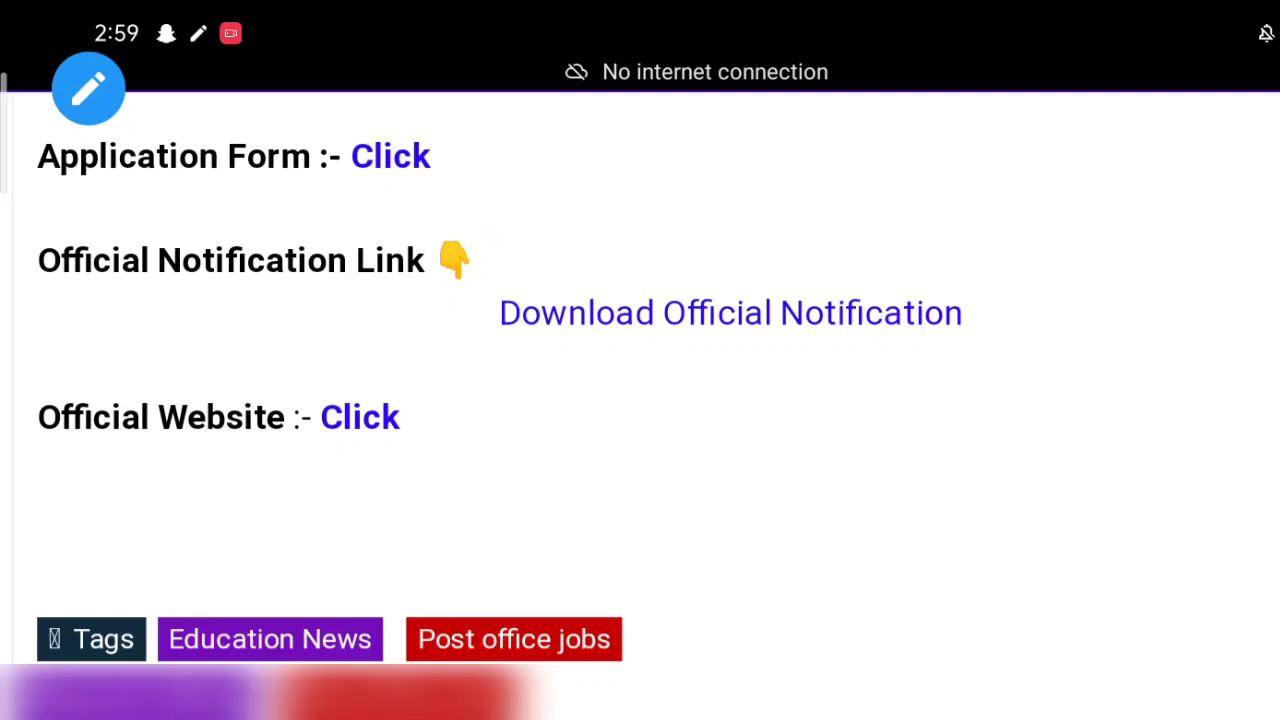 2:59
No internet connection
Application Form :- Click
Official Notification Link 👇
Download Official Notification
Official Website :- Click
Tags Education News Post office jobs